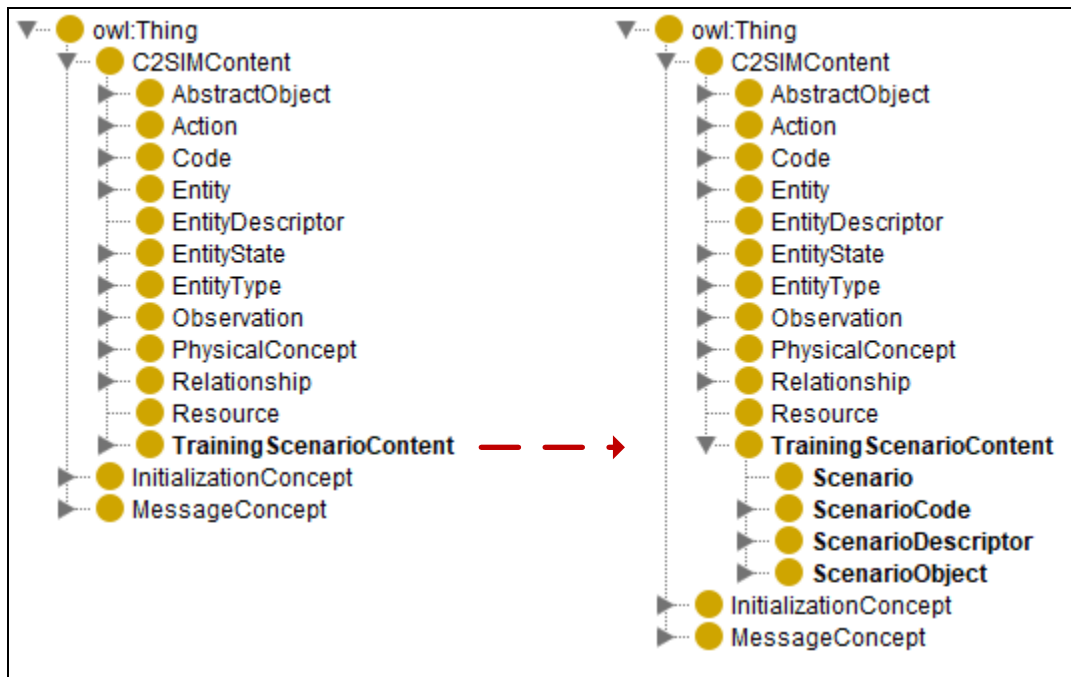 owl:Thing
C2SIMContent
AbstractObject
Action
Code
Entity
EntityDescriptor
EntityState
EntityType
Observation
PhysicalConcept
Relationship
Resource
TrainingScenarioContent
InitializationConcept
MessageConcept
owl:Thing
C2SIMContent
AbstractObject
Action
Code
Entity
EntityDescriptor
EntityState
EntityType
Observation
PhysicalConcept
Relationship
Resource
TrainingScenarioContent
Scenario
ScenarioCode
ScenarioDescriptor
ScenarioObject
InitializationConcept
MessageConcept